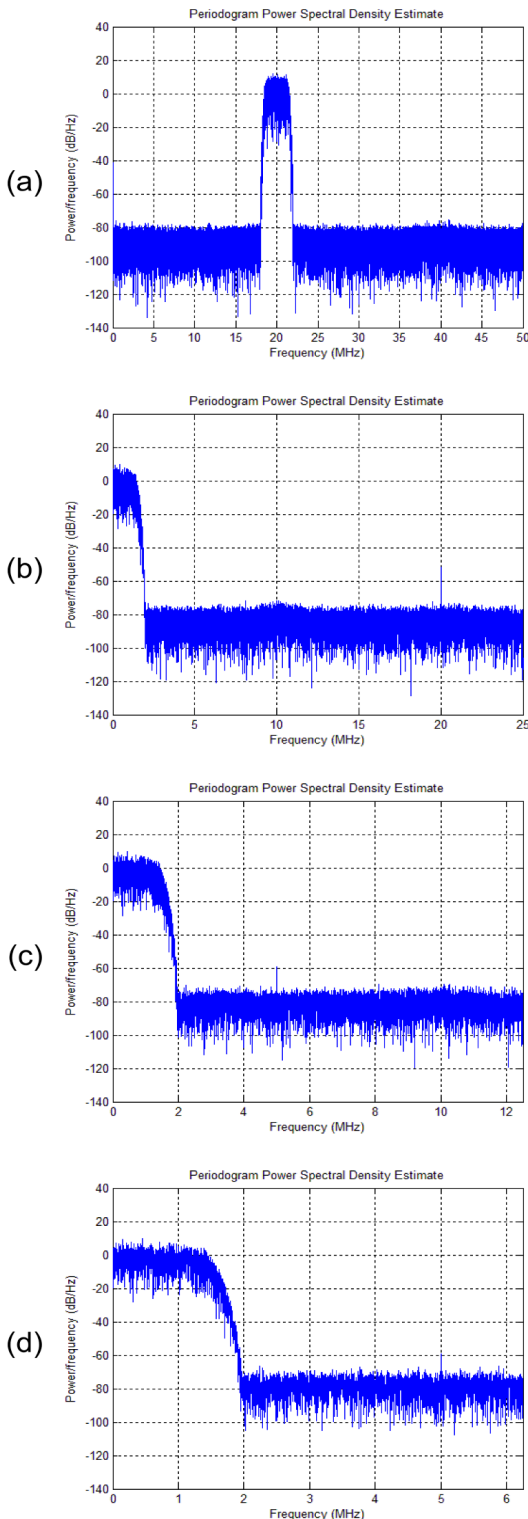 Periodogram Power Spectral Density Estimate
(a)
Power/frequency (dB/Hz)
40
20
0
-20
-40
-60
-80
-100
-120
-140
0 5 10 15 20 25 30 35 40 45 50
Frequency (MHz)
Periodogram Power Spectral Density Estimate
(b)
Power/frequency (dB/Hz)
40
20
0
-20
-40
-60
-80
-100
-120
-140
0 5 10 15 20 25
Frequency (MHz)
Periodogram Power Spectral Density Estimate
(c)
Power/frequency (dB/Hz)
40
20
0
-20
-40
-60
-80
-100
-120
-140
0 2 4 6 8 10 12
Frequency (MHz)
Periodogram Power Spectral Density Estimate
(d)
Power/frequency (dB/Hz)
40
20
0
-20
-40
-60
-80
-100
-120
-140
0 1 2 3 4 5 6
Frequency (MHz)